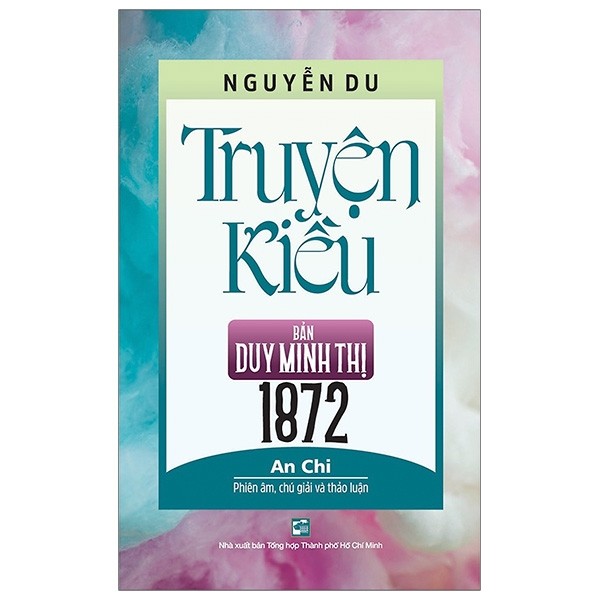 NGUYỄN DU
Truyện
Kiều
BẢN
DUY MINH THỊ
1872
An Chi
Phiên âm, chú giải và thảo luận
Nhà xuất bản Tổng hợp Thành phố Hồ Chí Minh